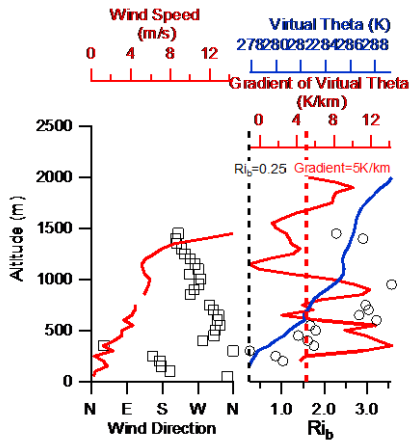 Wind Speed
(m/s)
0 4 8 12
Virtual Theta (K)
278 280 282 284 286 288
Gradient of Virtual Theta
(K/km)
0 4 8 12
Ri_b=0.25 Gradient=5K/km
Altitude (m)
2500
2000
1500
1000
500
0
N E S W N
Wind Direction
1.0 2.0 3.0
Ri_b